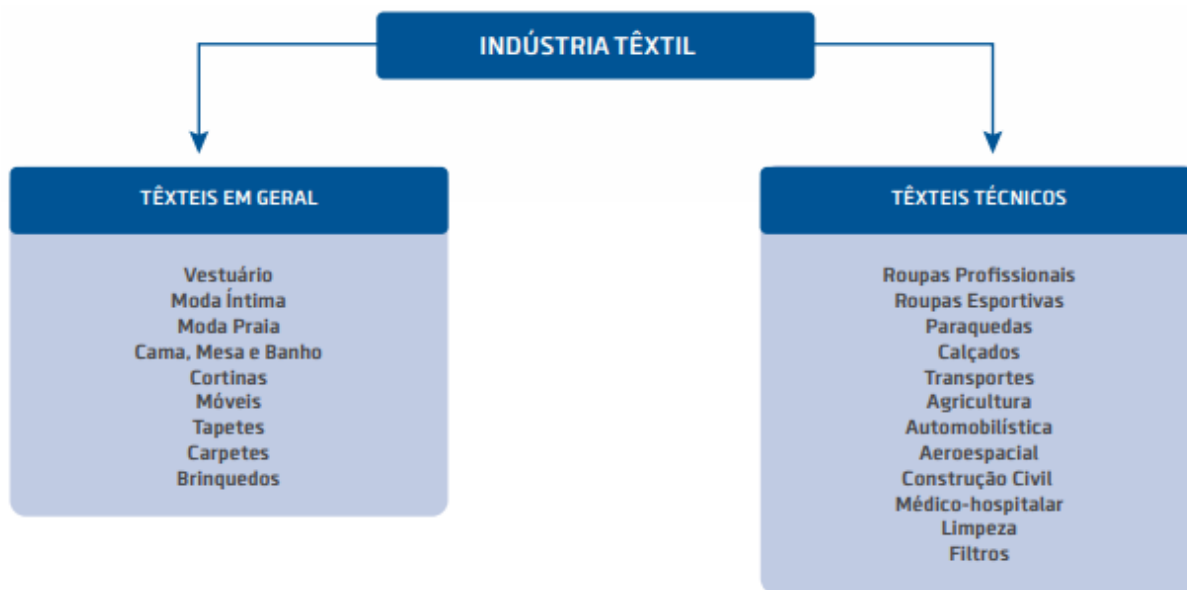 INDÚSTRIA TÊXTIL
TÊXTEIS EM GERAL
Vestuário
Moda Íntima
Moda Praia
Cama, Mesa e Banho
Cortinas
Móveis
Tapetes
Carpetes
Brinquedos
TÊXTEIS TÉCNICOS
Roupas Profissionais
Roupas Esportivas
Paraquedas
Calçados
Transportes
Agricultura
Automobilística
Aeroespacial
Construção Civil
Médico-hospitalar
Limpeza
Filtros